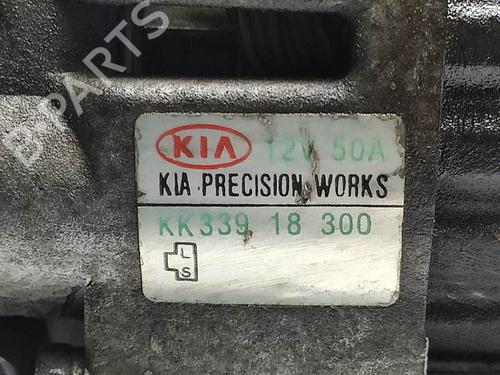 B-PARTS
KIA 12V 50A
KIA PRECISION WORKS
KK339 18 300
L
S